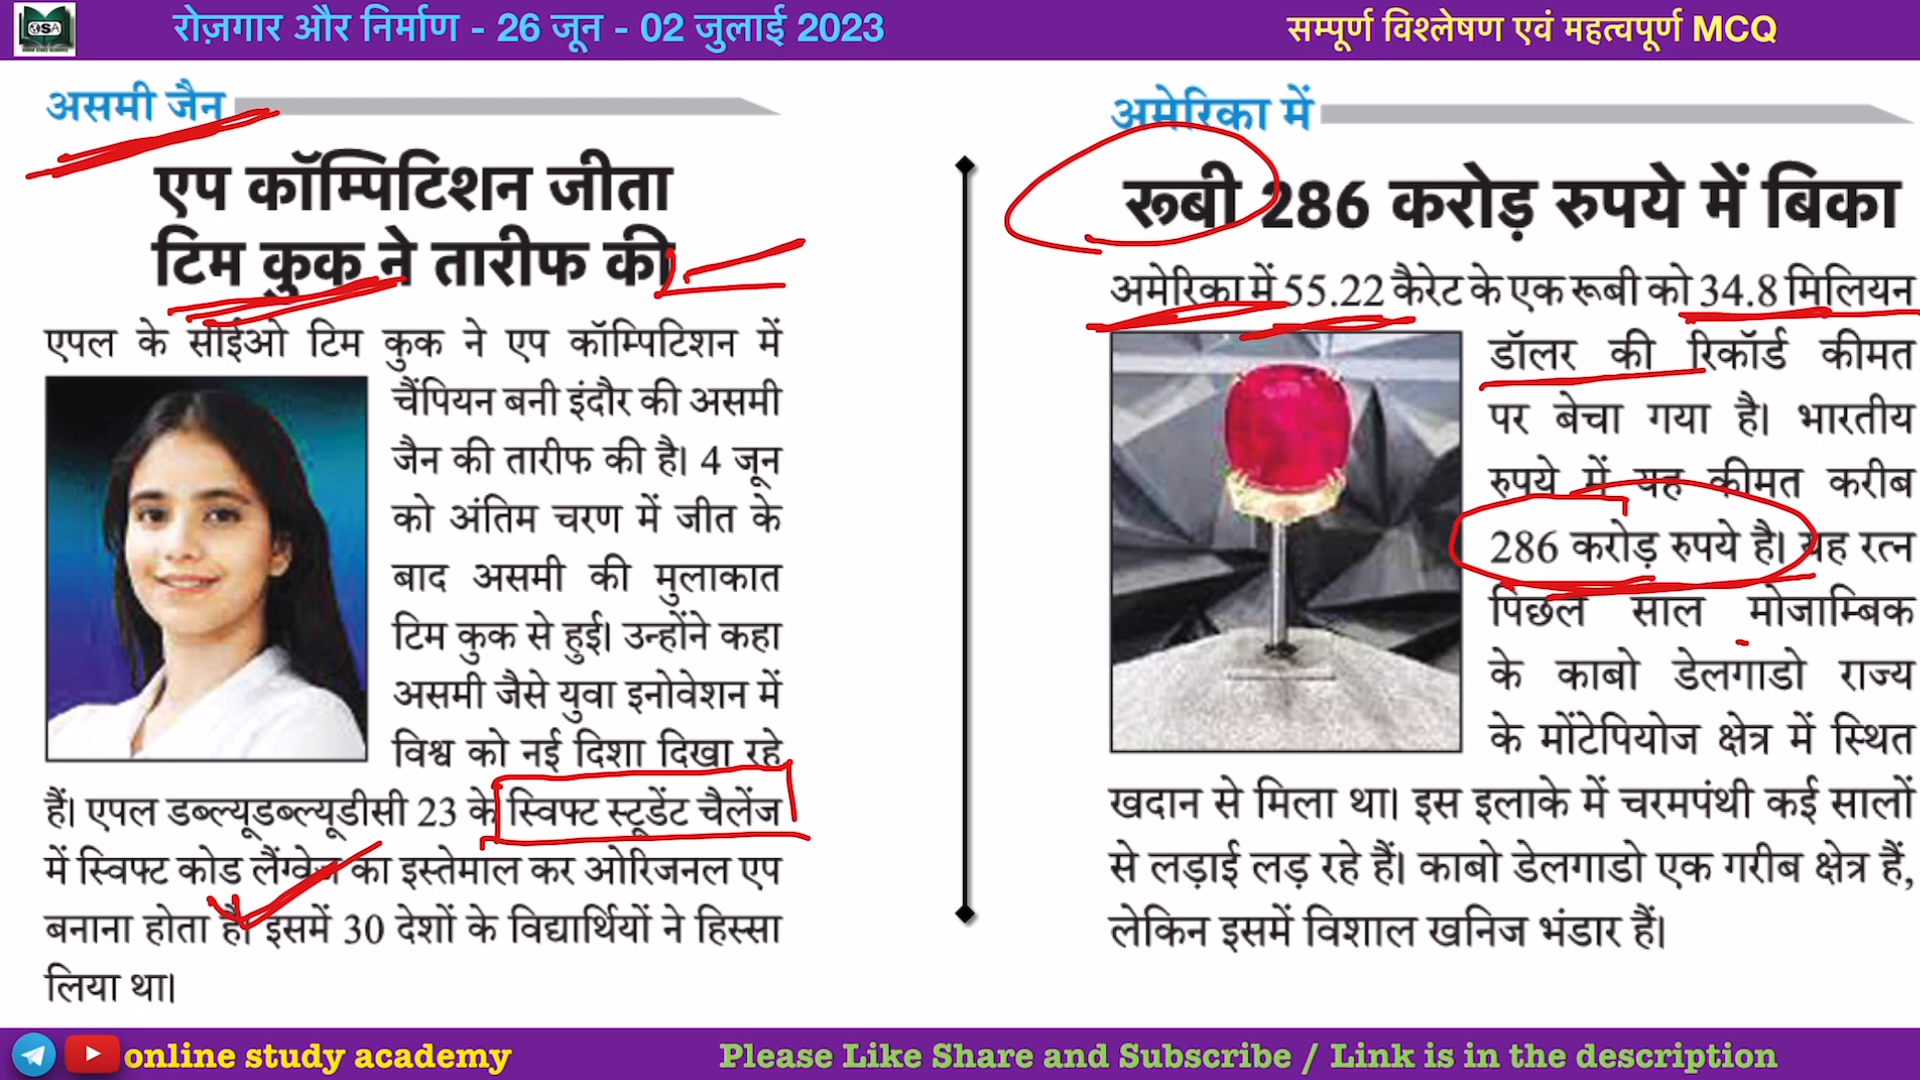 OSA
online study academy
रोज़गार और निर्माण - 26 जून - 02 जुलाई 2023
सम्पूर्ण विश्लेषण एवं महत्वपूर्ण MCQ
असमी जैन
एप कॉम्पिटिशन जीता
टिम कुक ने तारीफ की
एपल के सीईओ टिम कुक ने एप कॉम्पिटिशन में
चैंपियन बनी इंदौर की असमी
जैन की तारीफ की है। 4 जून
को अंतिम चरण में जीत के
बाद असमी की मुलाकात
टिम कुक से हुई। उन्होंने कहा
असमी जैसे युवा इनोवेशन में
विश्व को नई दिशा दिखा रहे
हैं। एपल डब्ल्यूडब्ल्यूडीसी 23 के स्विफ्ट स्टूडेंट चैलेंज
में स्विफ्ट कोड लैंग्वेज का इस्तेमाल कर ओरिजनल एप
बनाना होता है। इसमें 30 देशों के विद्यार्थियों ने हिस्सा
लिया था।
अमेरिका में
रूबी 286 करोड़ रुपये में बिका
अमेरिका में 55.22 कैरेट के एक रूबी को 34.8 मिलियन
डॉलर की रिकॉर्ड कीमत
पर बेचा गया है। भारतीय
रुपये में यह कीमत करीब
286 करोड़ रुपये है। यह रत्न
पिछले साल मोजाम्बिक
के काबो डेलगाडो राज्य
के मोंटेपियोज क्षेत्र में स्थित
खदान से मिला था। इस इलाके में चरमपंथी कई सालों
से लड़ाई लड़ रहे हैं। काबो डेलगाडो एक गरीब क्षेत्र हैं,
लेकिन इसमें विशाल खनिज भंडार हैं।
online study academy
Please Like Share and Subscribe / Link is in the description